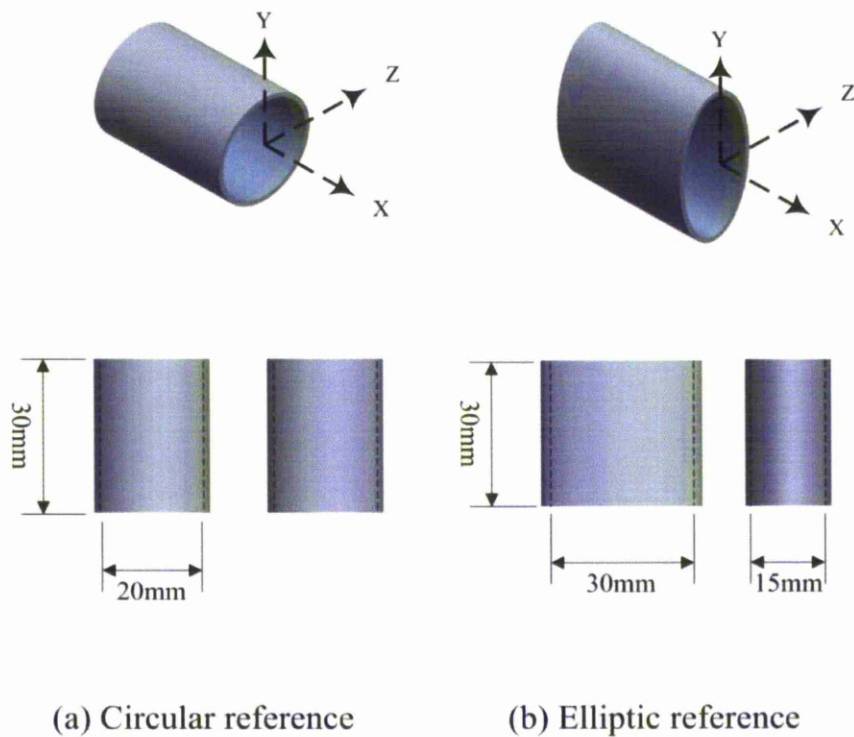 Y
Z
X
Y
Z
X
30mm
20mm
30mm
30mm
15mm
(a) Circular reference
(b) Elliptic reference